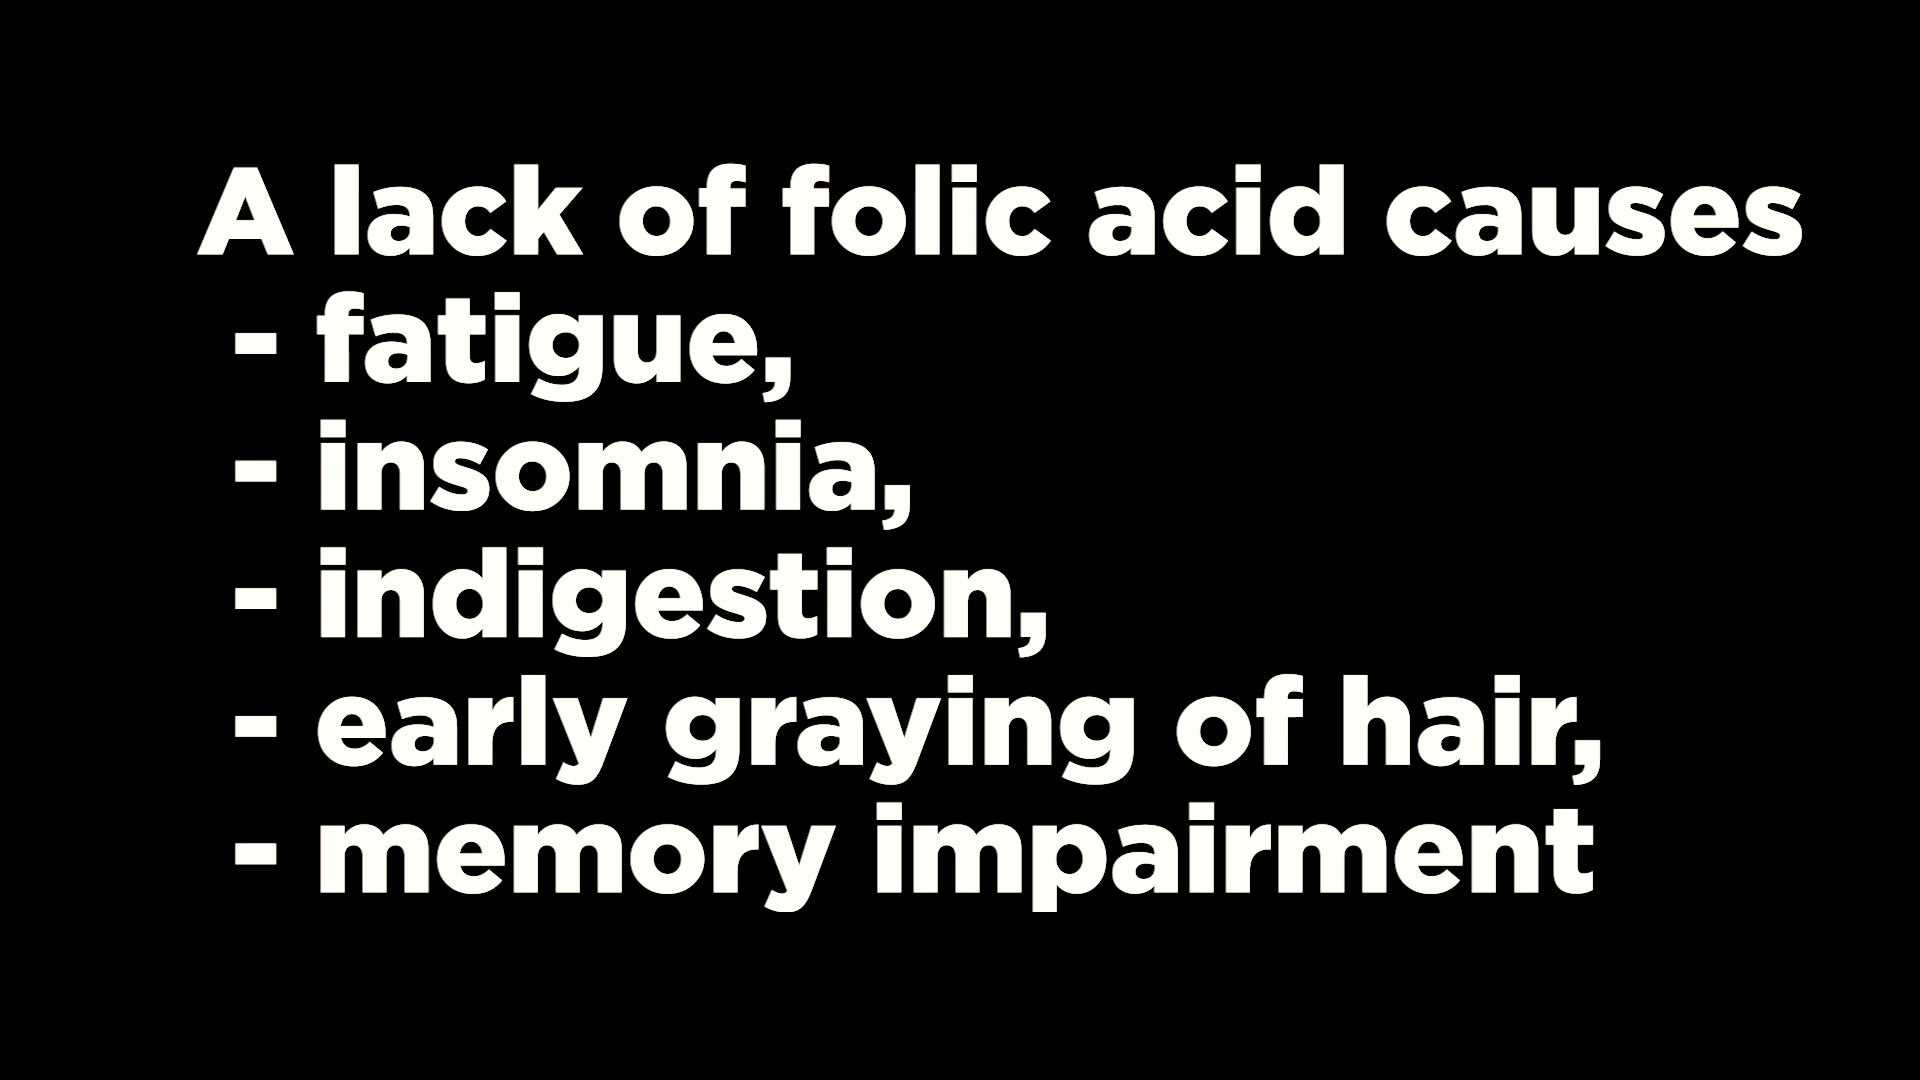 A lack of folic acid causes
- fatigue,
- insomnia,
- indigestion,
- early graying of hair,
- memory impairment